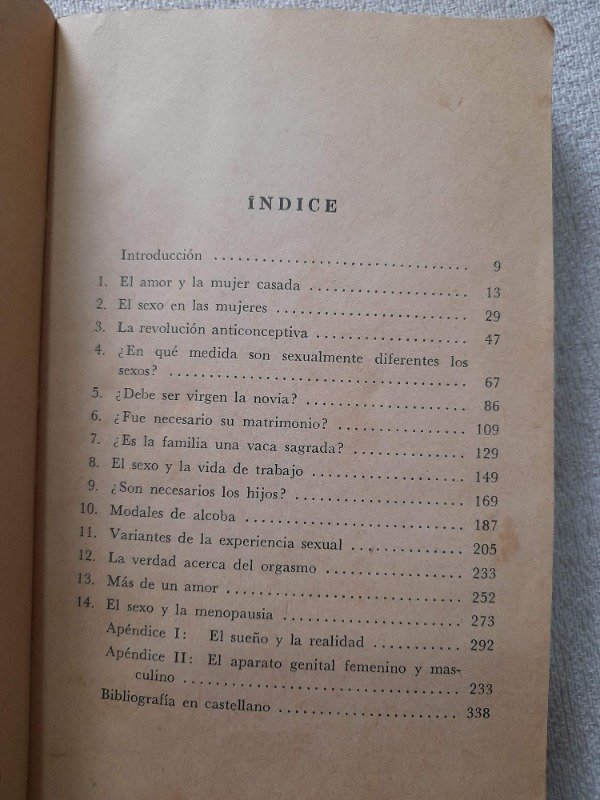 ÍNDICE
Introducción ................................ 9
1. El amor y la mujer casada ................... 13
2. El sexo en las mujeres ....................... 29
3. La revolución anticonceptiva ................. 47
4. ¿En qué medida son sexualmente diferentes los
sexos? ..................................... 67
5. ¿Debe ser virgen la novia? ................... 86
6. ¿Fue necesario su matrimonio? ............... 109
7. ¿Es la familia una vaca sagrada? ............. 129
8. El sexo y la vida de trabajo .................. 149
9. ¿Son necesarios los hijos? .................... 169
10. Modales de alcoba .......................... 187
11. Variantes de la experiencia sexual ............. 205
12. La verdad acerca del orgasmo ................. 233
13. Más de un amor ............................ 252
14. El sexo y la menopausia ..................... 273
Apéndice I: El sueño y la realidad ............ 292
Apéndice II: El aparato genital femenino y mas-
culino ................................... 233
Bibliografía en castellano ..................... 338